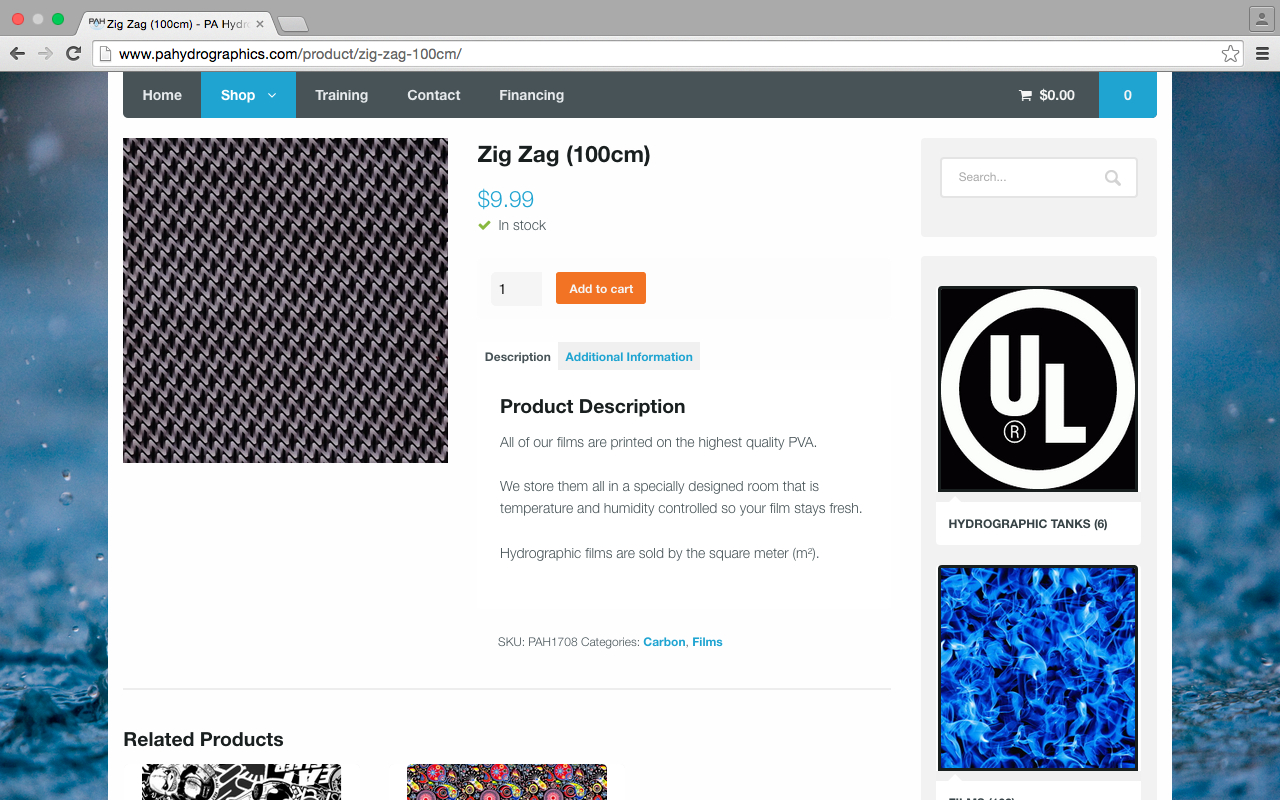 PAH Zig Zag (100cm) - PA Hydr
www.pahydrographics.com/product/zig-zag-100cm/
Home Shop Training Contact Financing $0.00 0
Zig Zag (100cm)
$9.99
In stock
1 Add to cart
Description Additional Information
Product Description
All of our films are printed on the highest quality PVA.
We store them all in a specially designed room that is
temperature and humidity controlled so your film stays fresh.
Hydrographic films are sold by the square meter (m²).
SKU: PAH1708 Categories: Carbon, Films
Related Products
Search...
UL
®
HYDROGRAPHIC TANKS (6)